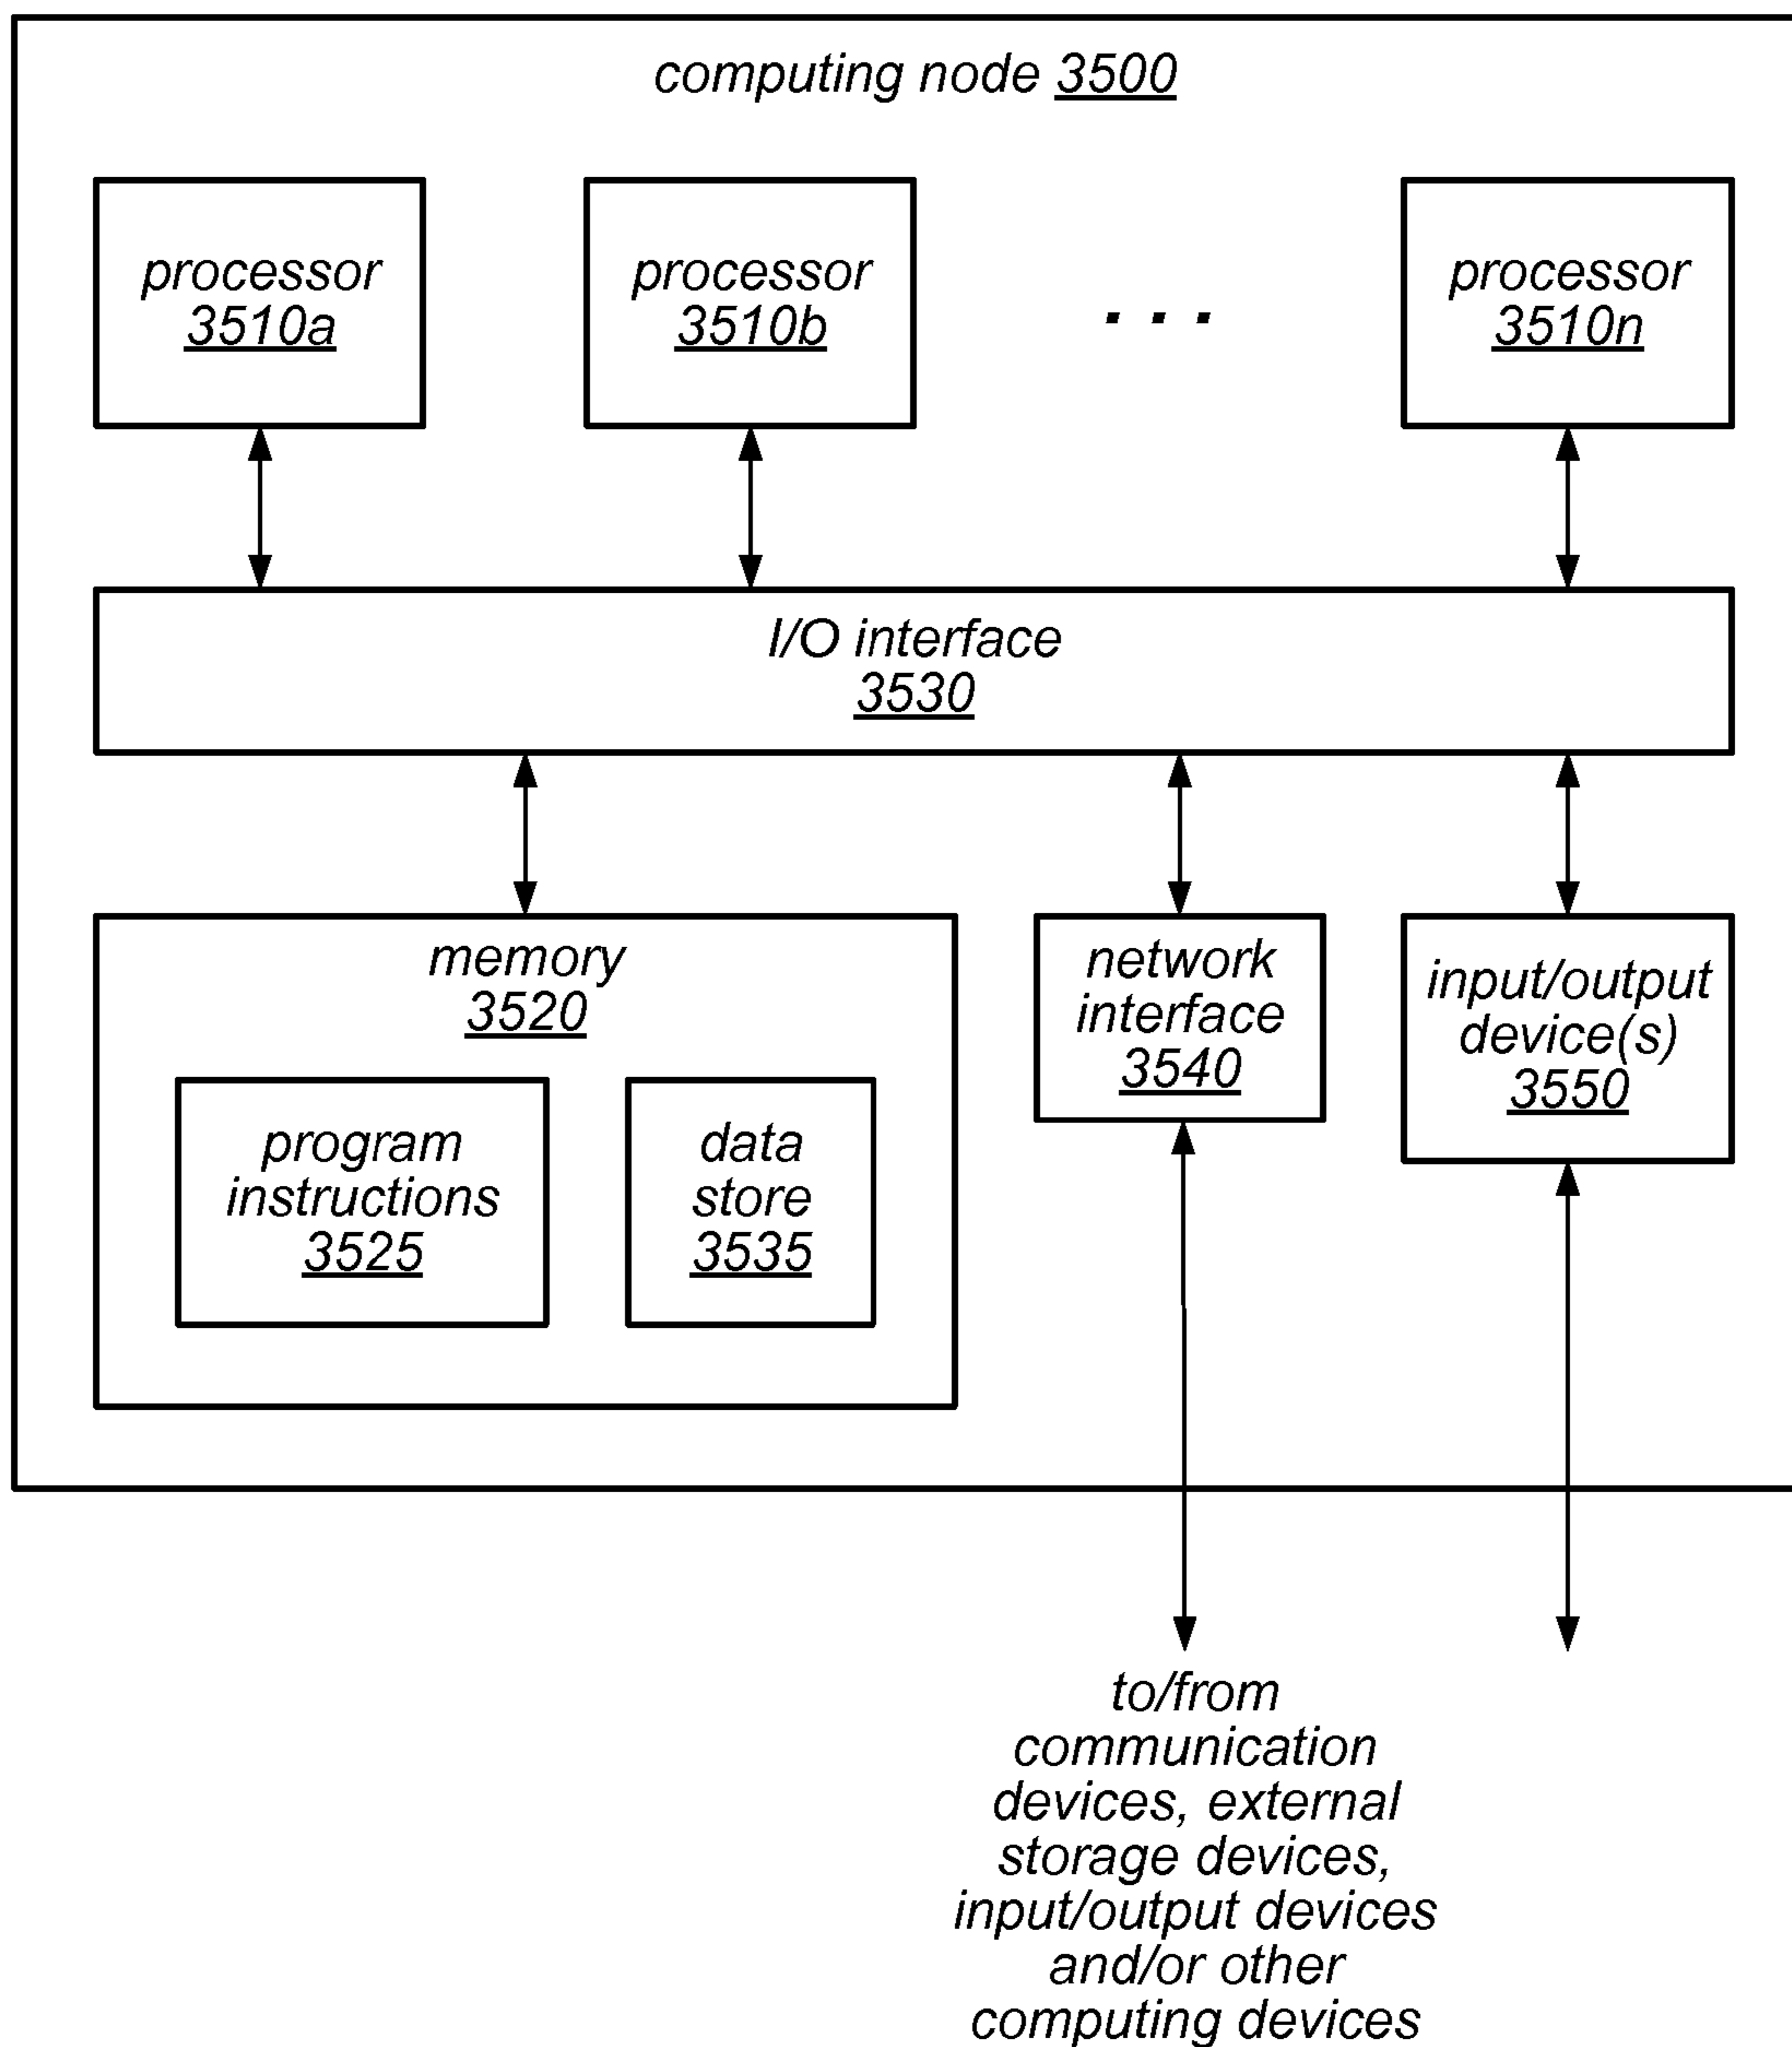 computing node 3500
processor
3510a
processor
3510b
. . .
processor
3510n
I/O interface
3530
memory
3520
program
instructions
3525
data
store
3535
network
interface
3540
input/output
device(s)
3550
to/from
communication
devices, external
storage devices,
input/output devices
and/or other
computing devices